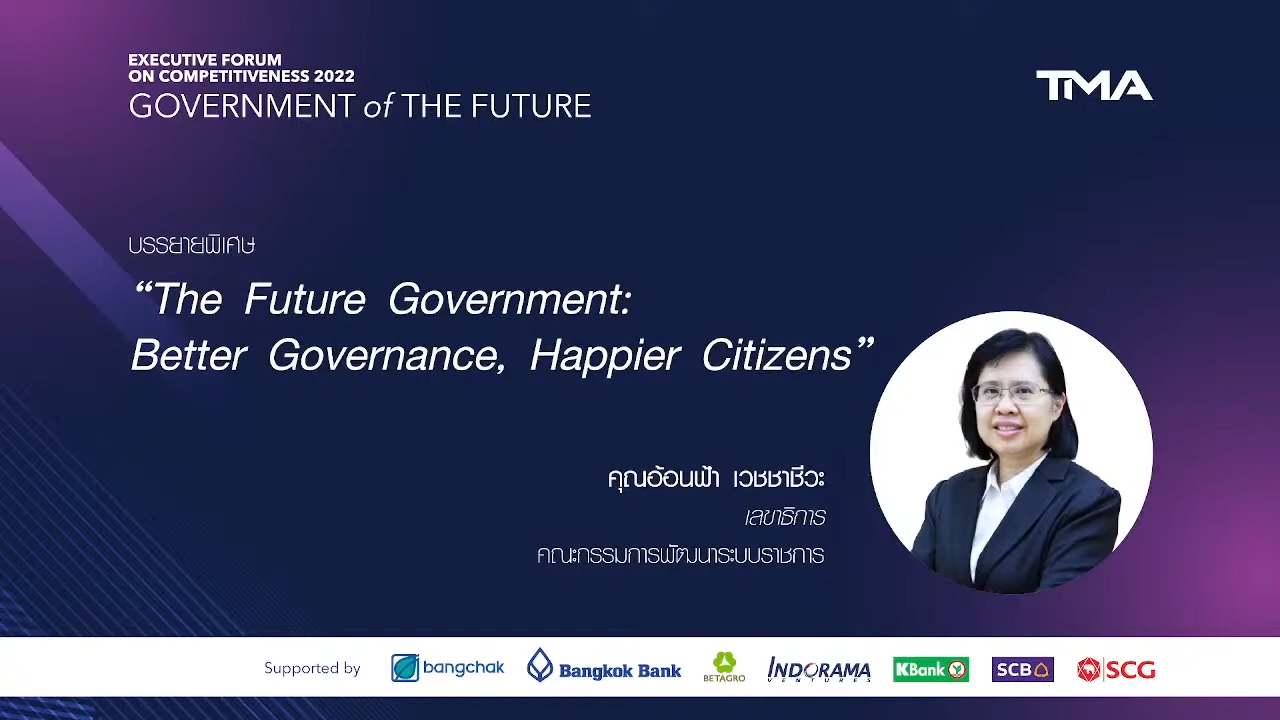 EXECUTIVE FORUM
ON COMPETITIVENESS 2022
GOVERNMENT of THE FUTURE
TMA
บรรยายพิเศษ
“The Future Government:
Better Governance, Happier Citizens”
คุณอ้อนฟ้า เวชชาชีวะ
เลขาธิการ
คณะกรรมการพัฒนาระบบราชการ
Supported by bangchak Bangkok Bank BETAGRO INDORAMA VENTURES KBank SCB SCG